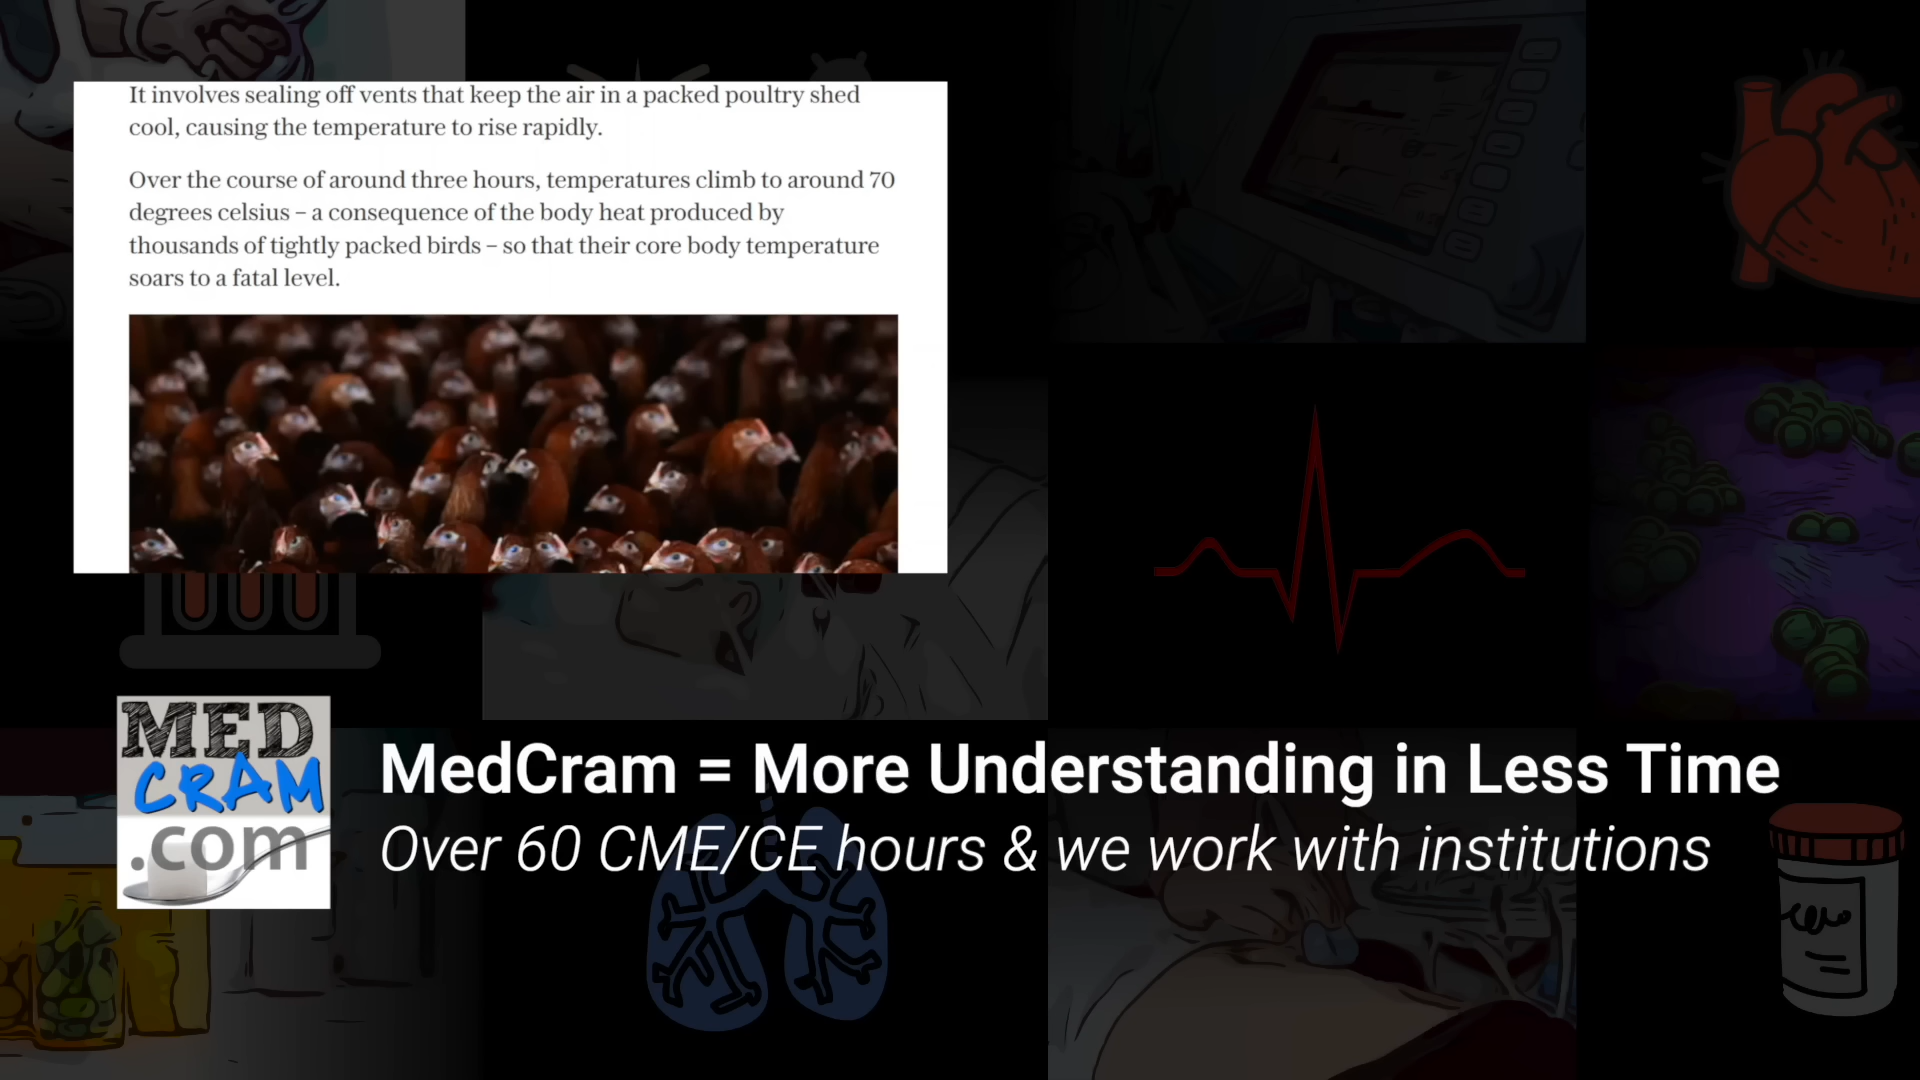 It involves sealing off vents that keep the air in a packed poultry shed
cool, causing the temperature to rise rapidly.
Over the course of around three hours, temperatures climb to around 70
degrees celsius – a consequence of the body heat produced by
thousands of tightly packed birds – so that their core body temperature
soars to a fatal level.
MED
CRAM
.com
MedCram = More Understanding in Less Time
Over 60 CME/CE hours & we work with institutions